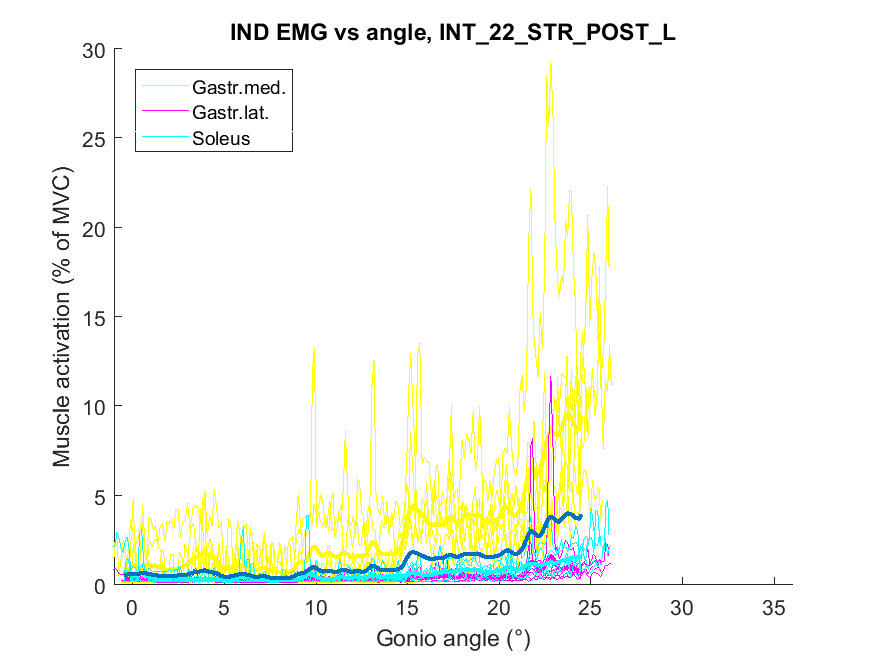 IND EMG vs angle, INT_22_STR_POST_L
Gastr.med.
Gastr.lat.
Soleus
Muscle activation (% of MVC)
30
25
20
15
10
5
0
0 5 10 15 20 25 30 35
Gonio angle (°)